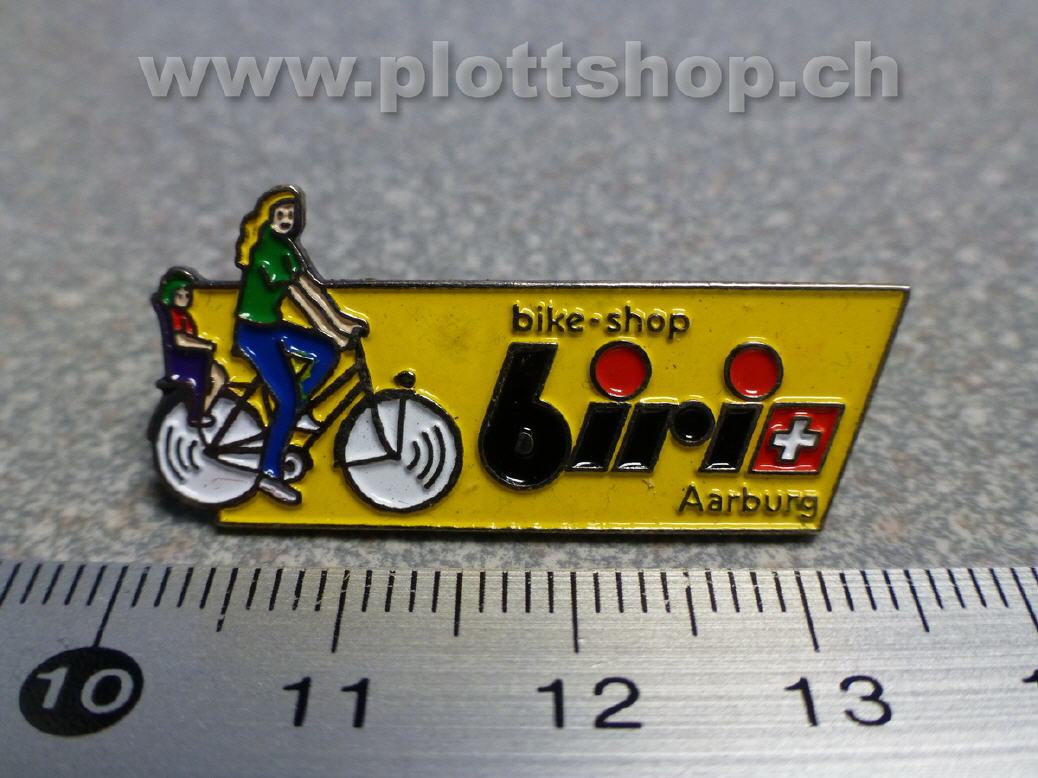 www.plottshop.ch
bike-shop
biri
Aarburg
10 11 12 13